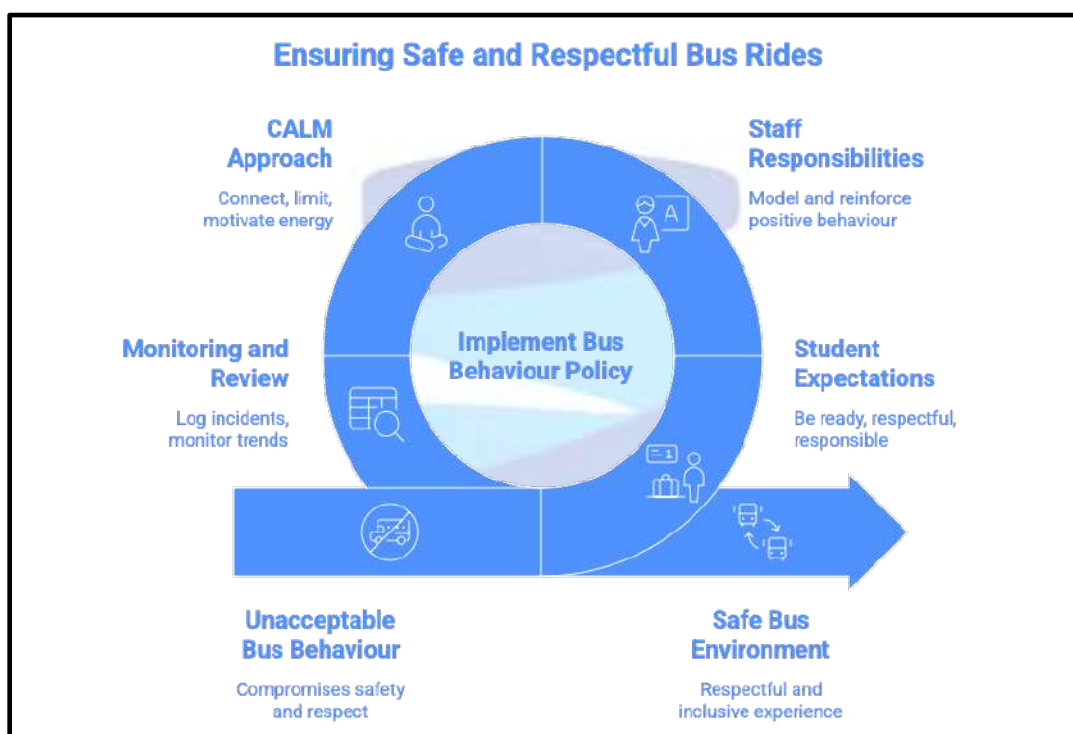 Ensuring Safe and Respectful Bus Rides
CALM
Approach
Connect, limit,
motivate energy
Staff
Responsibilities
Model and reinforce
positive behaviour
A
Implement Bus
Behaviour Policy
Monitoring and
Review
Log incidents,
monitor trends
Student
Expectations
Be ready, respectful,
responsible
1
Unacceptable
Bus Behaviour
Compromises safety
and respect
Safe Bus
Environment
Respectful and
inclusive experience